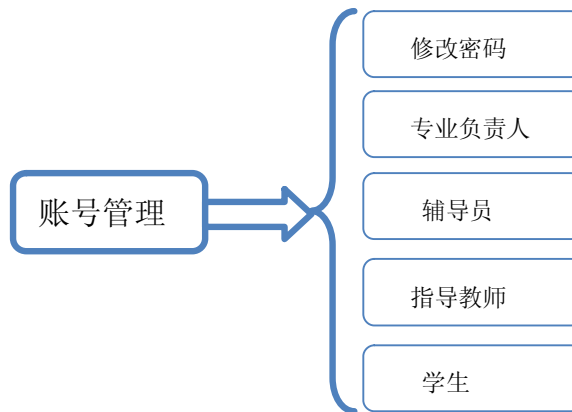 账号管理
修改密码
专业负责人
辅导员
指导教师
学生